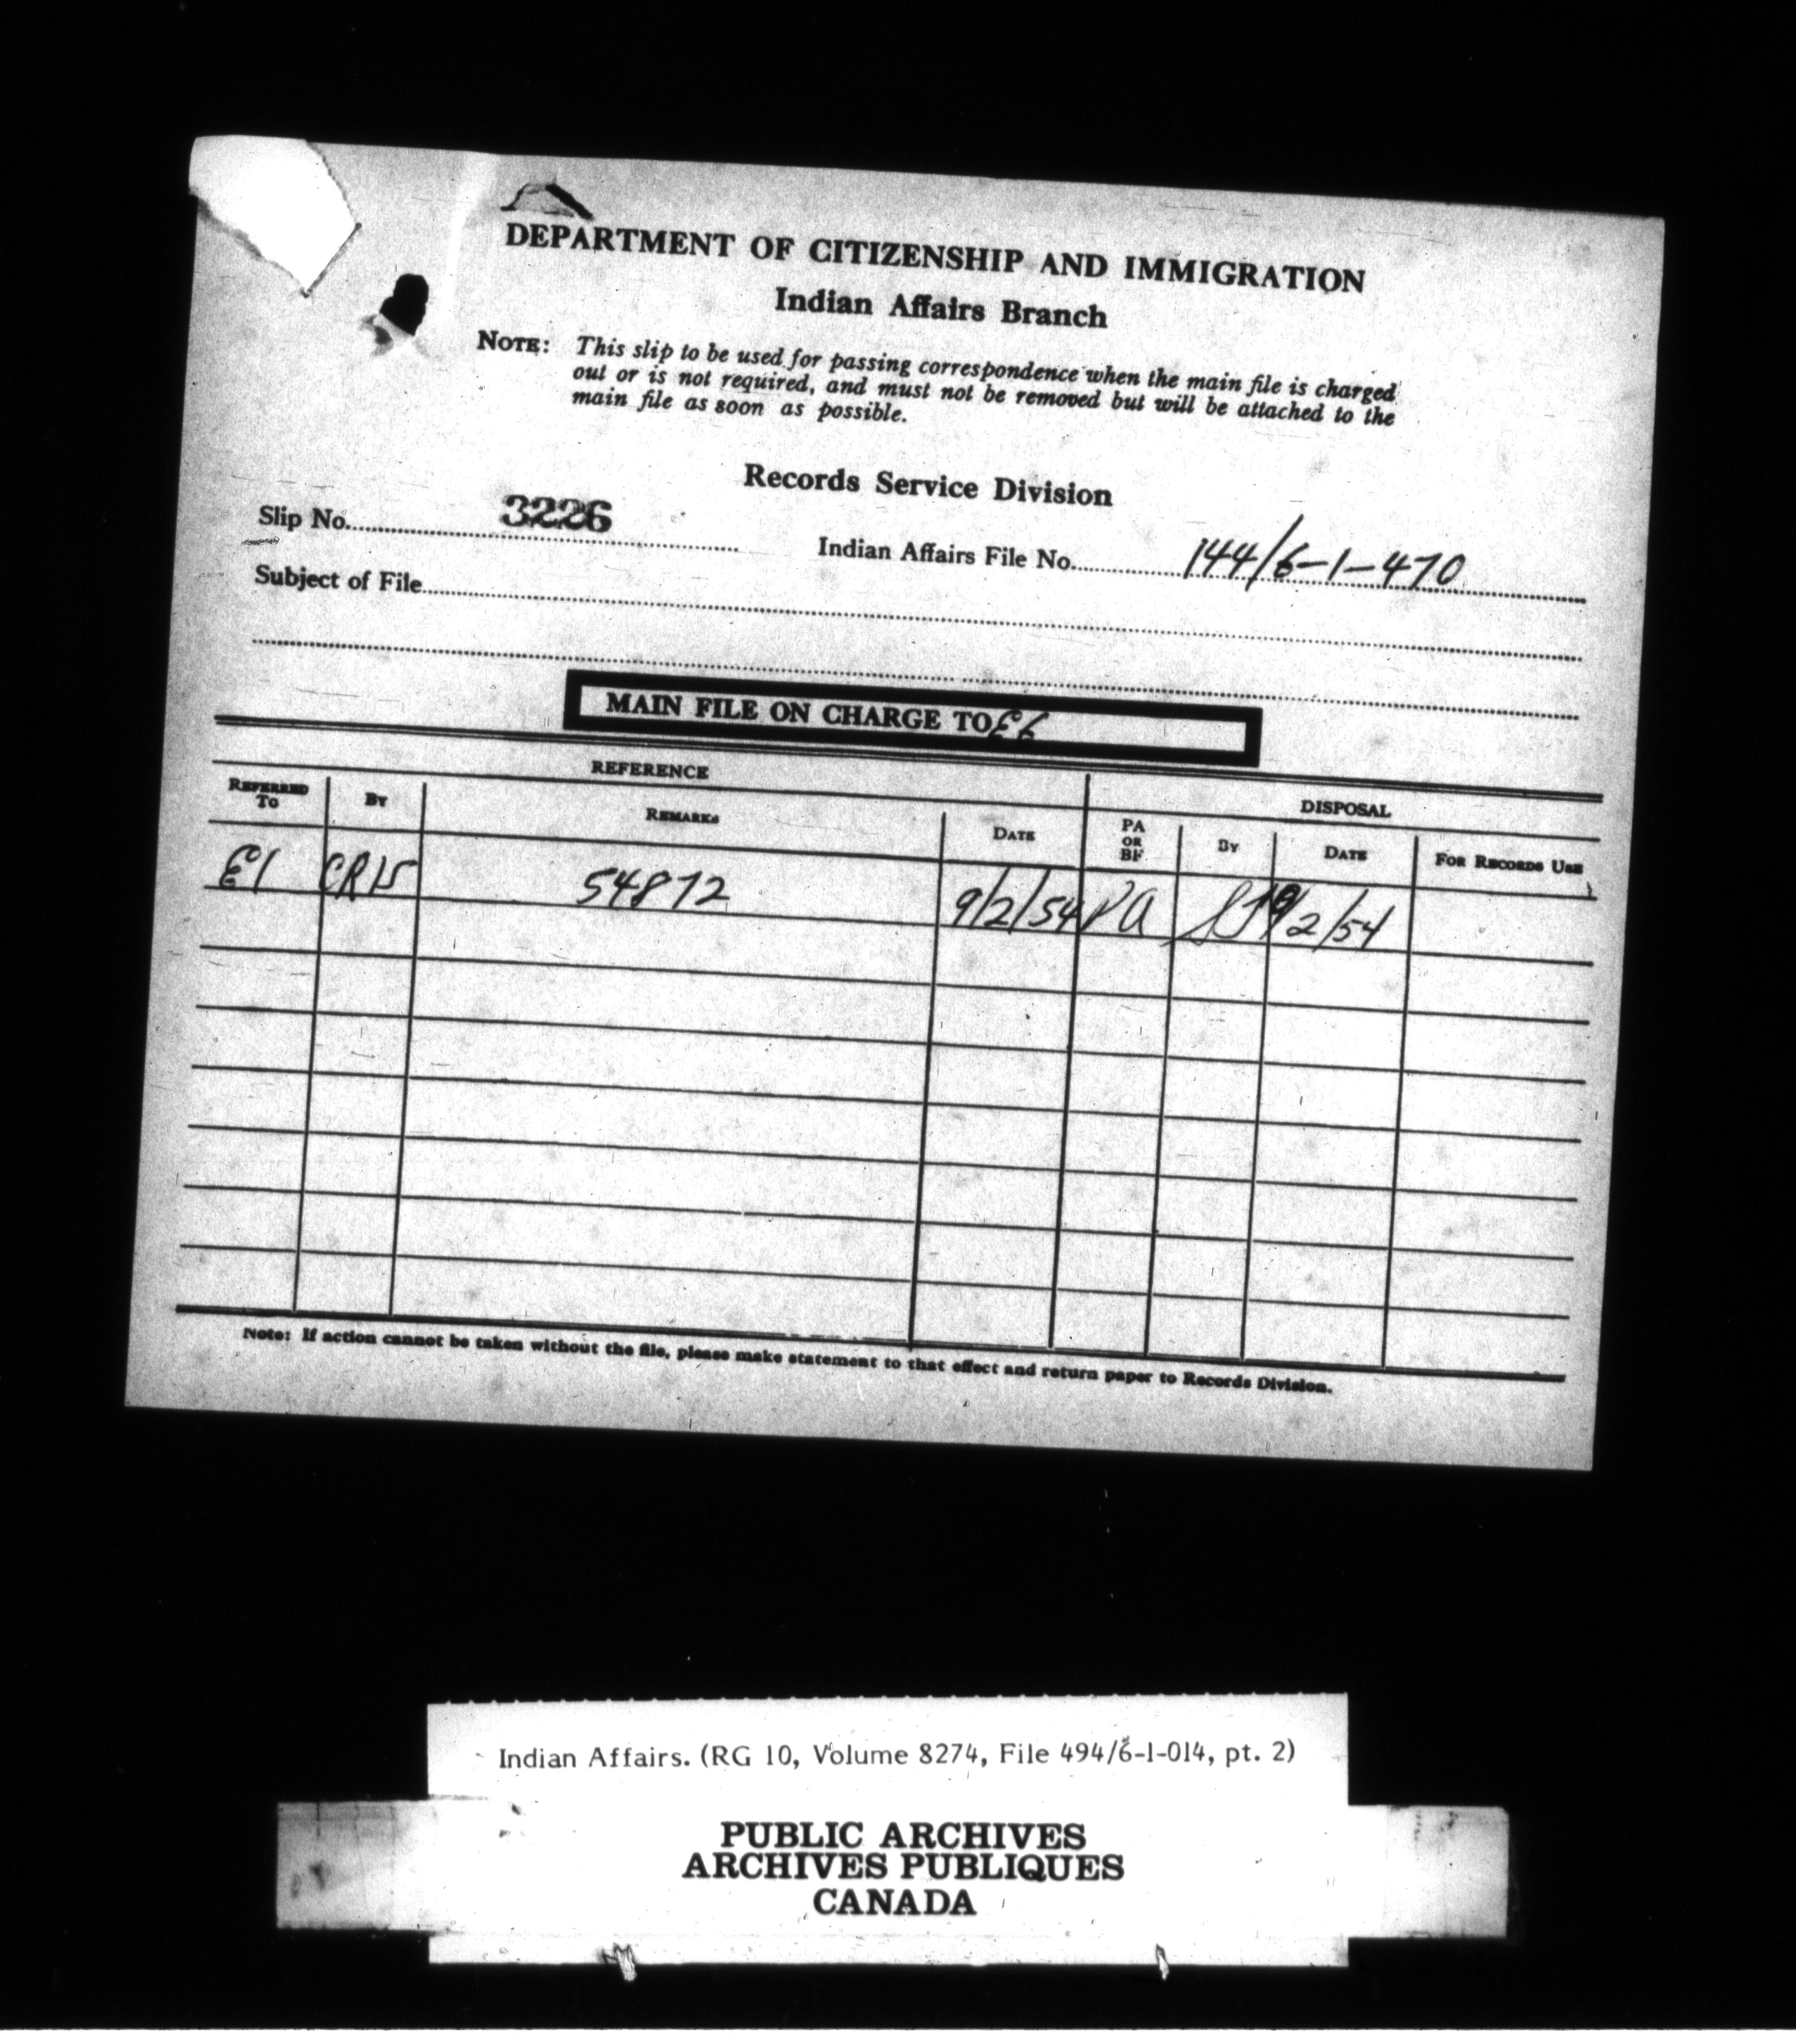 DEPARTMENT OF CITIZENSHIP AND IMMIGRATION
Indian Affairs Branch
NOTE: This slip to be used for passing correspondence when the main file is charged
out or is not required, and must not be removed but will be attached to the
main file as soon as possible.
Records Service Division
Slip No. 3226 Indian Affairs File No. 144/6-1-470
Subject of File
MAIN FILE ON CHARGE TO
REFERENCE DISPOSAL
REFERRED TO BY REMARKS DATE PA OR BF BY DATE FOR RECORDS USE
E1 CR15 54872 9/2/54 PA 9/2/54
Note: If action cannot be taken without the file, please make statement to that effect and return paper to Records Division.
Indian Affairs. (RG 10, Volume 8274, File 494/6-1-014, pt. 2)
PUBLIC ARCHIVES
ARCHIVES PUBLIQUES
CANADA